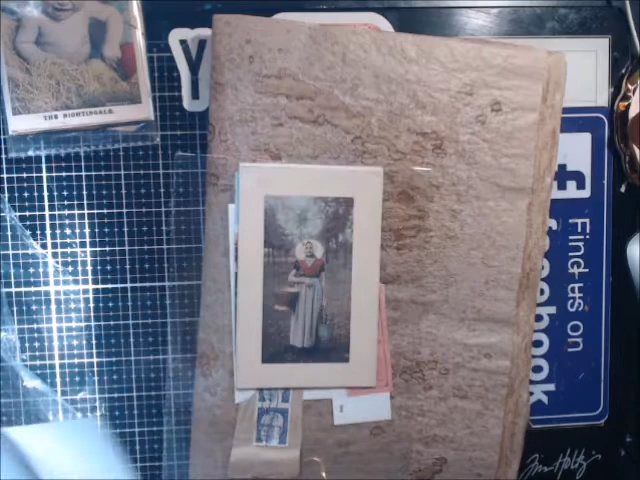 THE NIGHTINGALE.
Y
f
Find us on
facebook
Tim Holtz